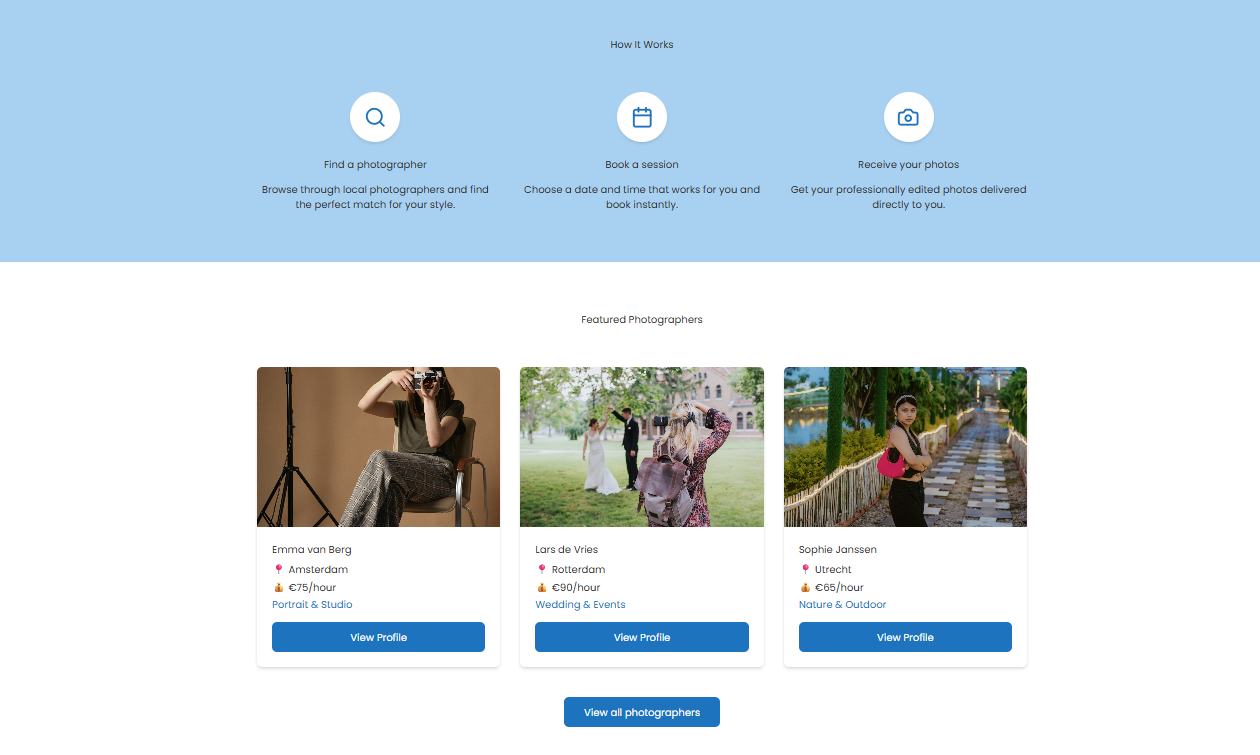 How It Works
Find a photographer
Browse through local photographers and find
the perfect match for your style.
Book a session
Choose a date and time that works for you and
book instantly.
Receive your photos
Get your professionally edited photos delivered
directly to you.
Featured Photographers
Emma van Berg
📍 Amsterdam
💰 €75/hour
Portrait & Studio
View Profile
Lars de Vries
📍 Rotterdam
💰 €90/hour
Wedding & Events
View Profile
Sophie Janssen
📍 Utrecht
💰 €65/hour
Nature & Outdoor
View Profile
View all photographers